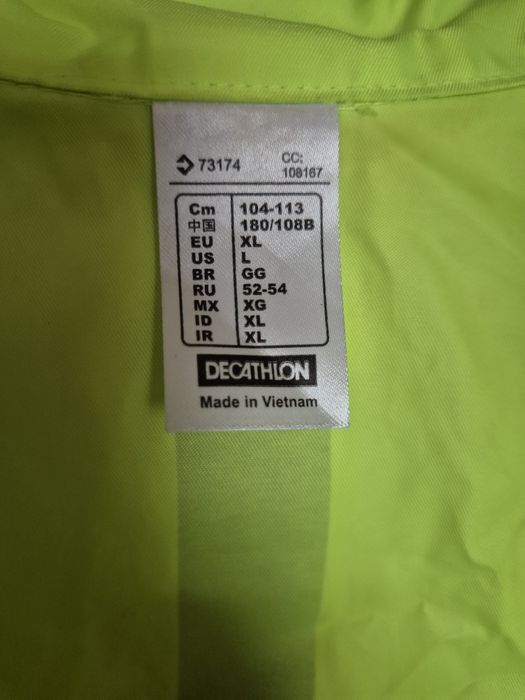 73174
CC:
108167
Cm 104-113
中国 180/108B
EU XL
US L
BR GG
RU 52-54
MX XG
ID XL
IR XL
DECATHLON
Made in Vietnam